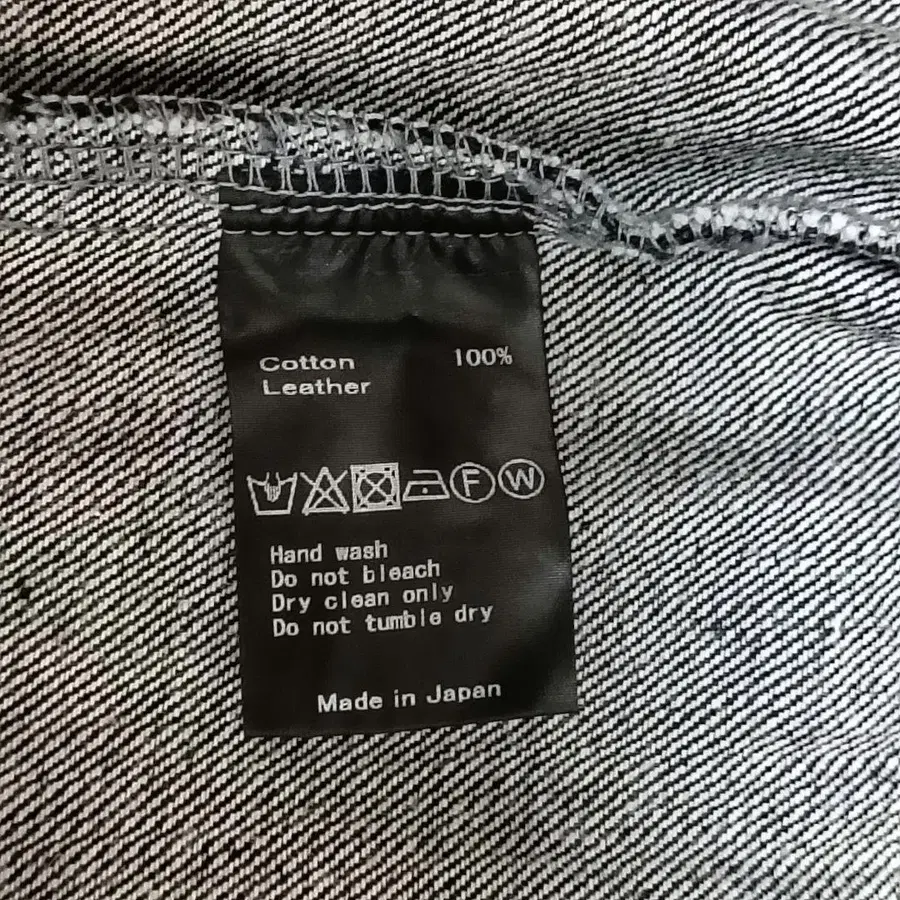 Cotton 100%
Leather
F W
Hand wash
Do not bleach
Dry clean only
Do not tumble dry
Made in Japan